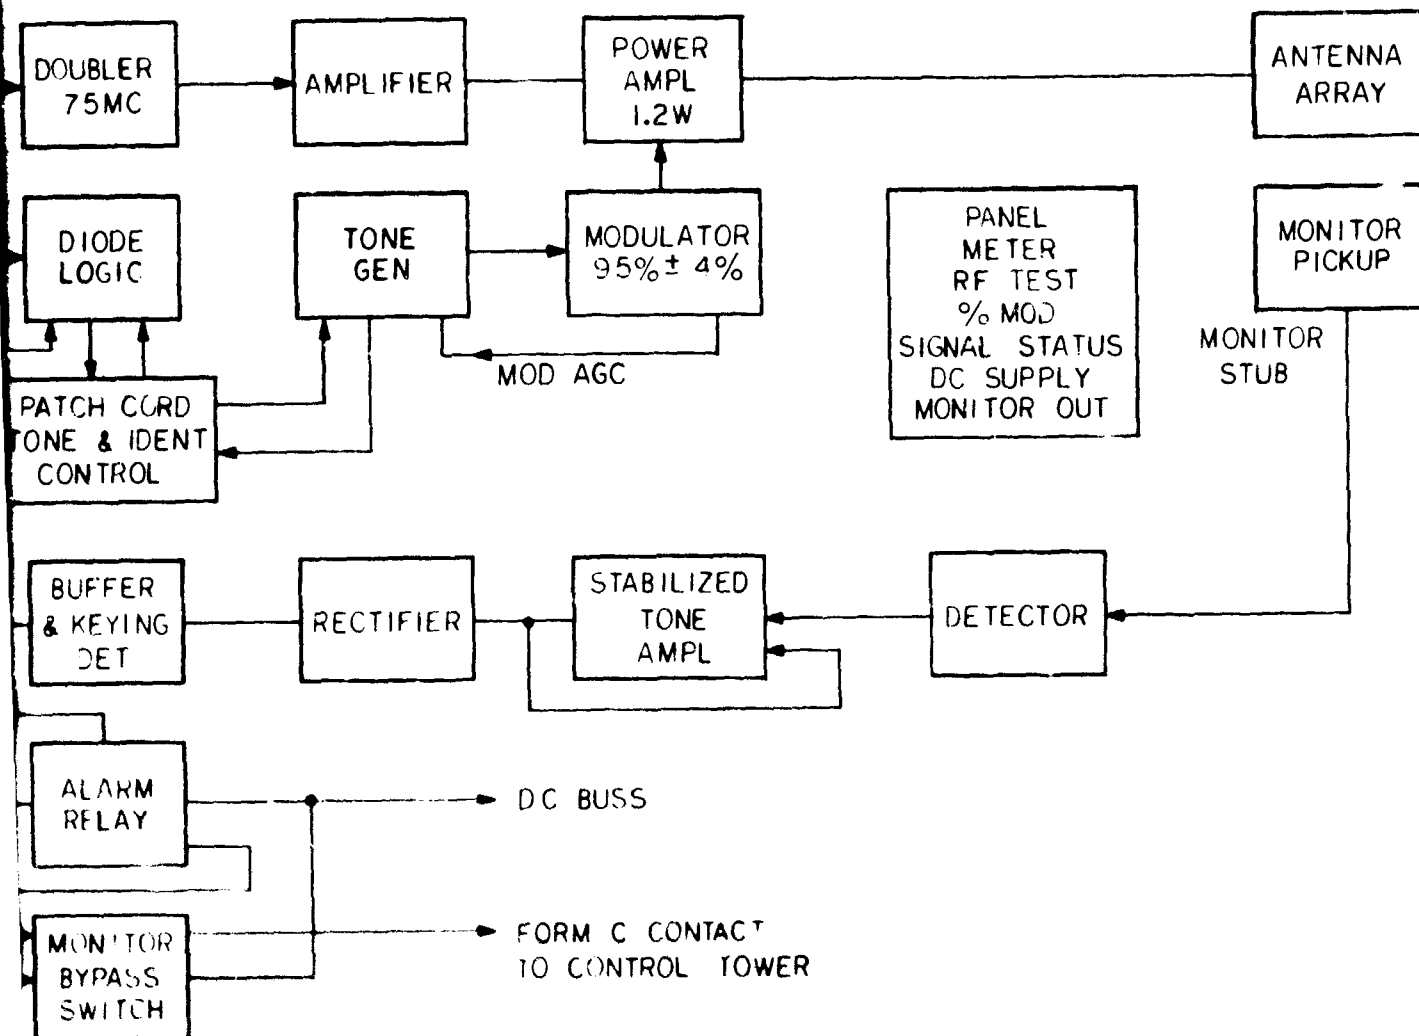 DOUBLER
75MC
AMPLIFIER
POWER
AMPL
1.2W
ANTENNA
ARRAY
DIODE
LOGIC
TONE
GEN
MODULATOR
95% ± 4%
PANEL
METER
RF TEST
% MOD
SIGNAL STATUS
DC SUPPLY
MONITOR OUT
MONITOR
PICKUP
MONITOR
STUB
MOD AGC
PATCH CORD
TONE & IDENT
CONTROL
BUFFER
& KEYING
DET
RECTIFIER
STABILIZED
TONE
AMPL
DETECTOR
ALARM
RELAY
DC BUSS
MONITOR
BYPASS
SWITCH
FORM C CONTACT
TO CONTROL TOWER